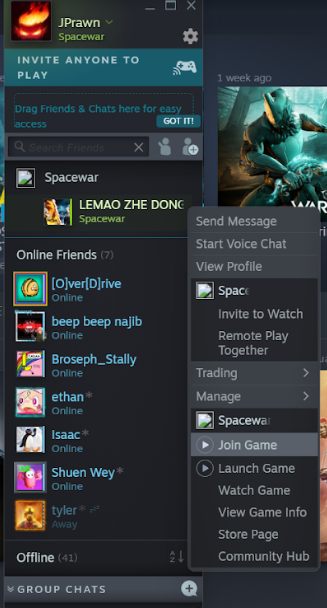 JPrawn
Spacewar
INVITE ANYONE TO
PLAY
1 week ago
Drag Friends & Chats here for easy
access
GOT IT!
Search Friends
Spacewar
LEMAO ZHE DONG
Spacewar
Online Friends (7)
[O]ver[D]rive
Online
beep beep najib
Online
Broseph_Stally
Online
ethan*
Online
Isaac*
Online
Shuen Wey*
Online
tyler*
Away
Offline (41)
GROUP CHATS
Send Message
Start Voice Chat
View Profile
Space
Invite to Watch
Remote Play
Together
Trading
Manage
Spacewar
Join Game
Launch Game
Watch Game
View Game Info
Store Page
Community Hub